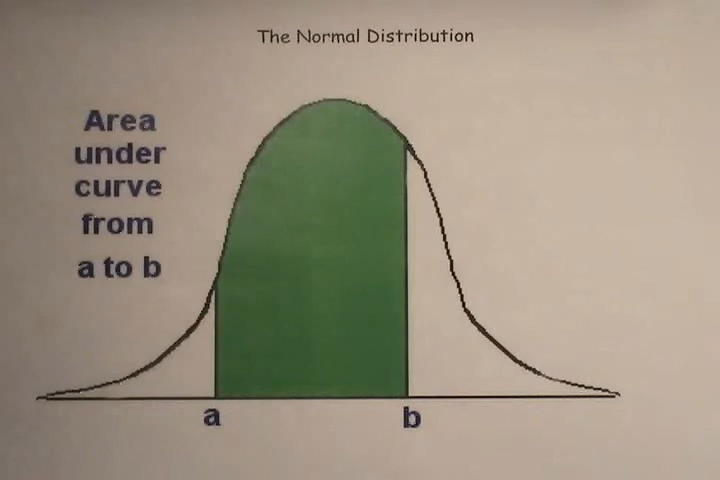 The Normal Distribution
Area
under
curve
from
a to b
a
b